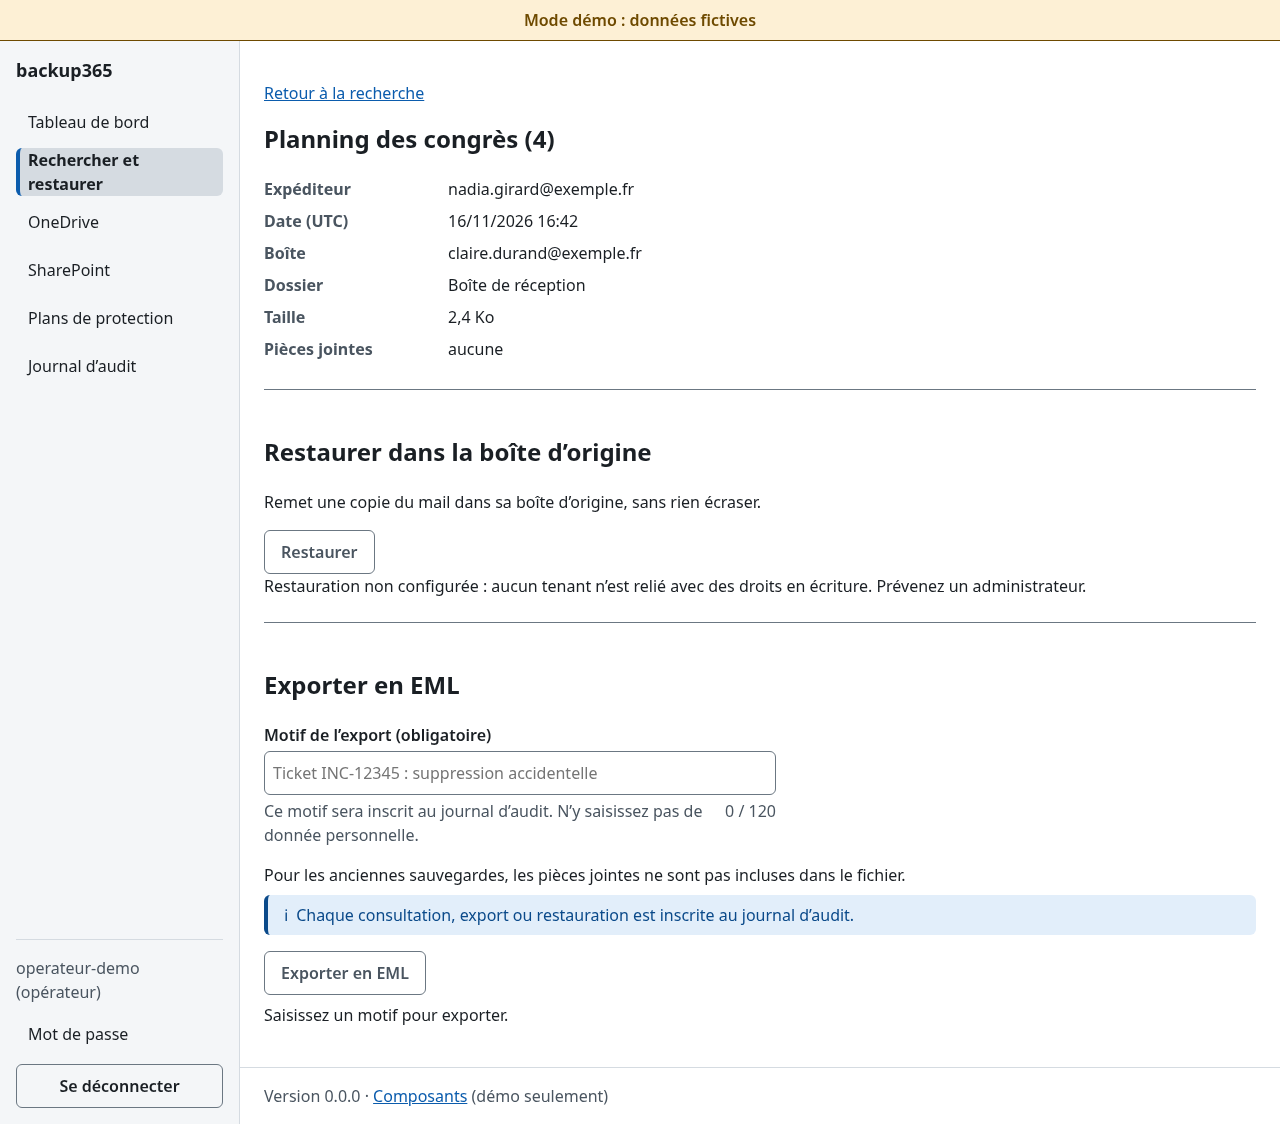 Mode démo : données fictives
backup365
Tableau de bord
Rechercher et
restaurer
OneDrive
SharePoint
Plans de protection
Journal d’audit
operateur-demo
(opérateur)
Mot de passe
Se déconnecter
Retour à la recherche
Planning des congrès (4)
Expéditeur nadia.girard@exemple.fr
Date (UTC) 16/11/2026 16:42
Boîte claire.durand@exemple.fr
Dossier Boîte de réception
Taille 2,4 Ko
Pièces jointes aucune
Restaurer dans la boîte d’origine
Remet une copie du mail dans sa boîte d’origine, sans rien écraser.
Restaurer
Restauration non configurée : aucun tenant n’est relié avec des droits en écriture. Prévenez un administrateur.
Exporter en EML
Motif de l’export (obligatoire)
Ticket INC-12345 : suppression accidentelle
Ce motif sera inscrit au journal d’audit. N’y saisissez pas de 0 / 120
donnée personnelle.
Pour les anciennes sauvegardes, les pièces jointes ne sont pas incluses dans le fichier.
i Chaque consultation, export ou restauration est inscrite au journal d’audit.
Exporter en EML
Saisissez un motif pour exporter.
Version 0.0.0 · Composants (démo seulement)